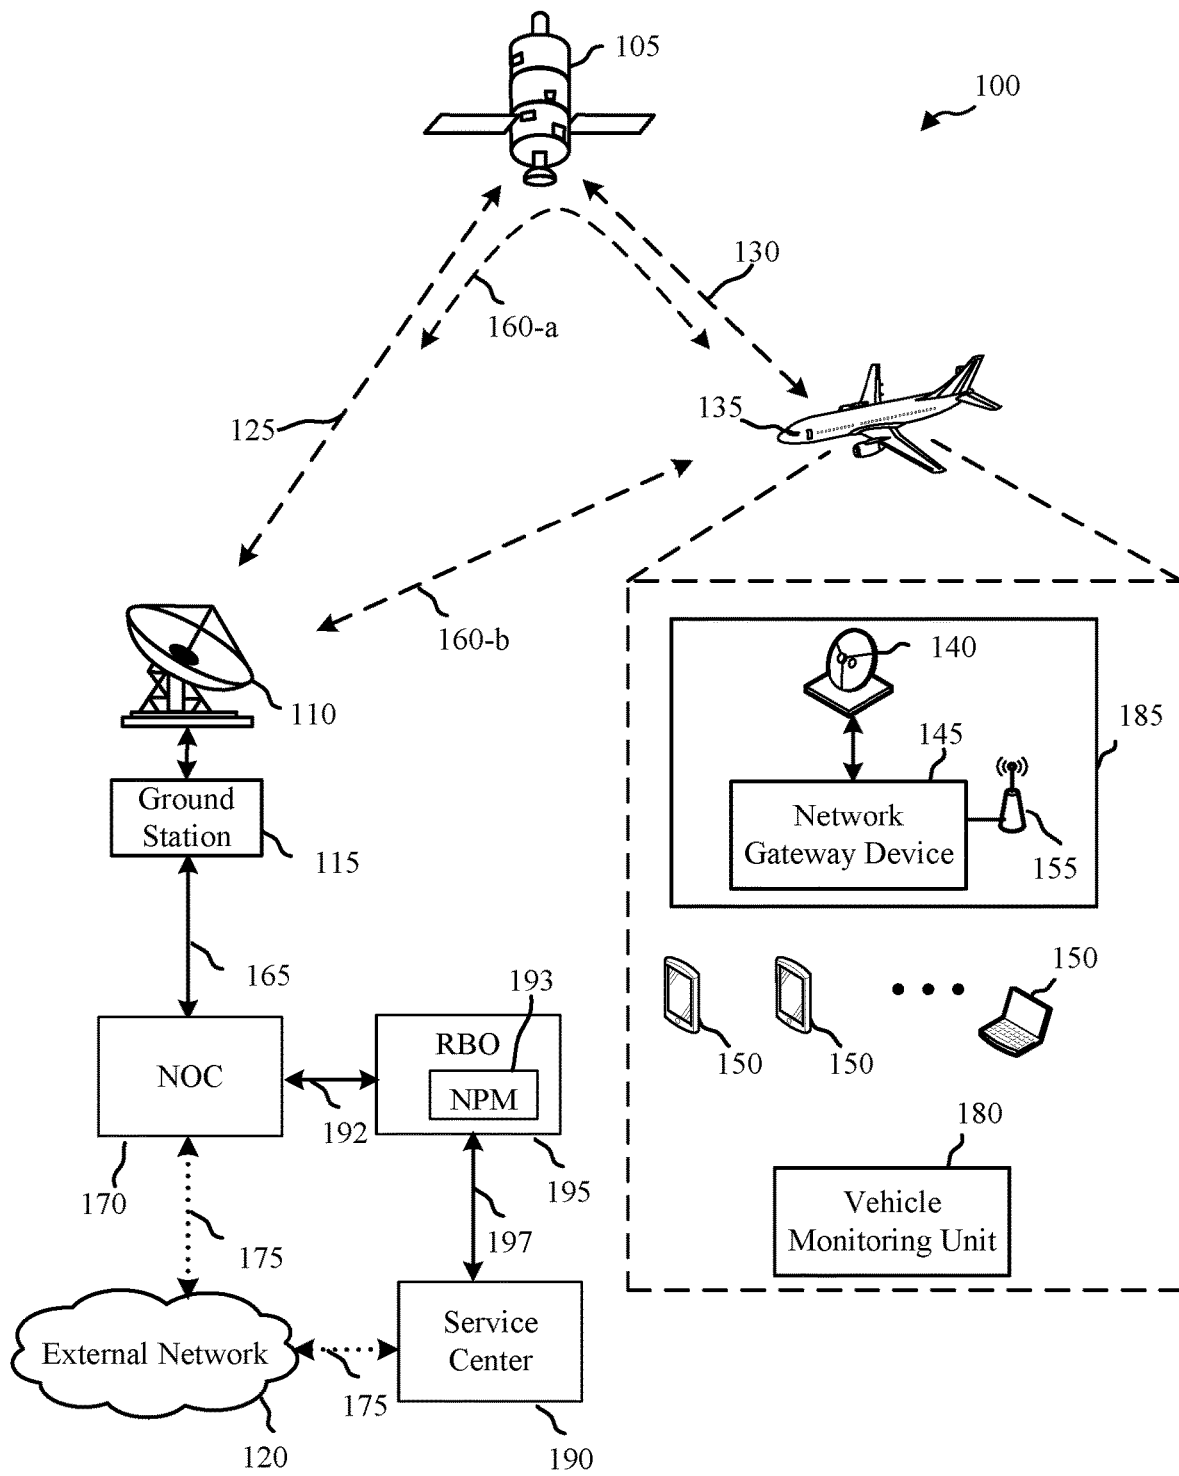 105
100
130
160-a
135
125
160-b
140
110
185
145
Ground
Station
Network
Gateway Device
115
155
165
193
150
RBO
NOC
NPM
150
150
192
180
170
195
Vehicle
Monitoring Unit
175
197
Service
Center
External Network
175
120
190